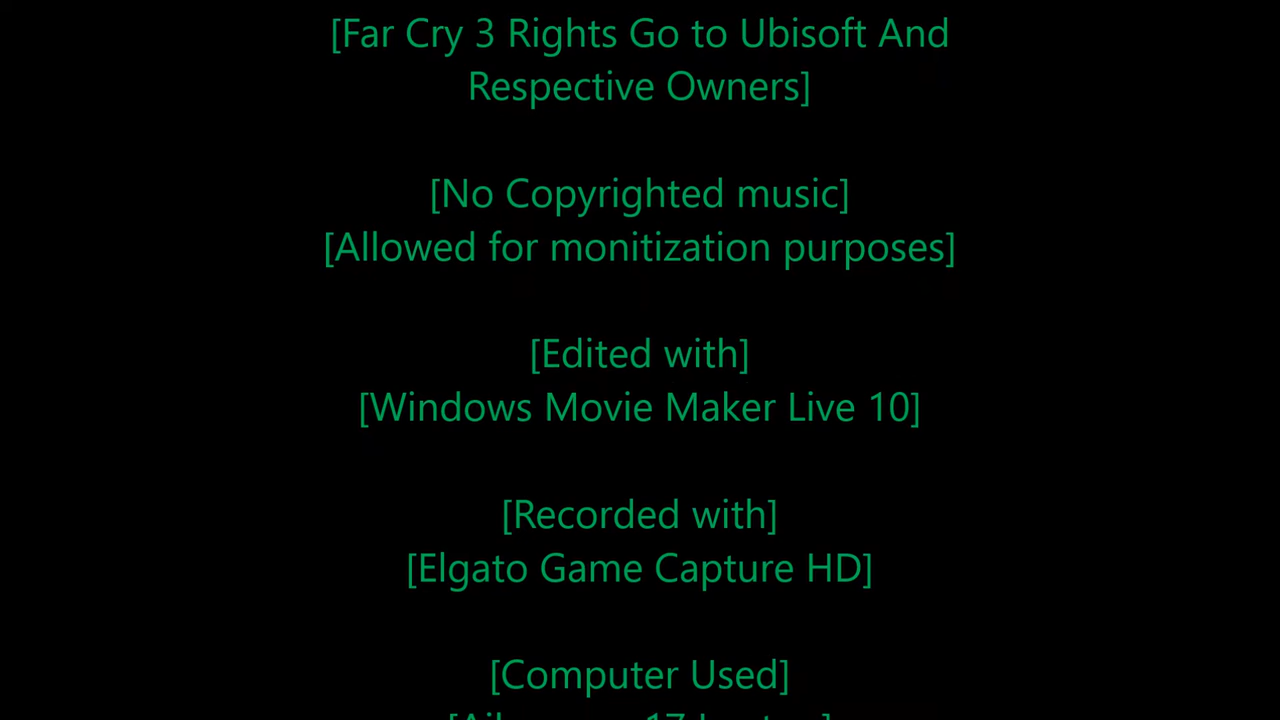 [Far Cry 3 Rights Go to Ubisoft And
Respective Owners]
[No Copyrighted music]
[Allowed for monitization purposes]
[Edited with]
[Windows Movie Maker Live 10]
[Recorded with]
[Elgato Game Capture HD]
[Computer Used]
17